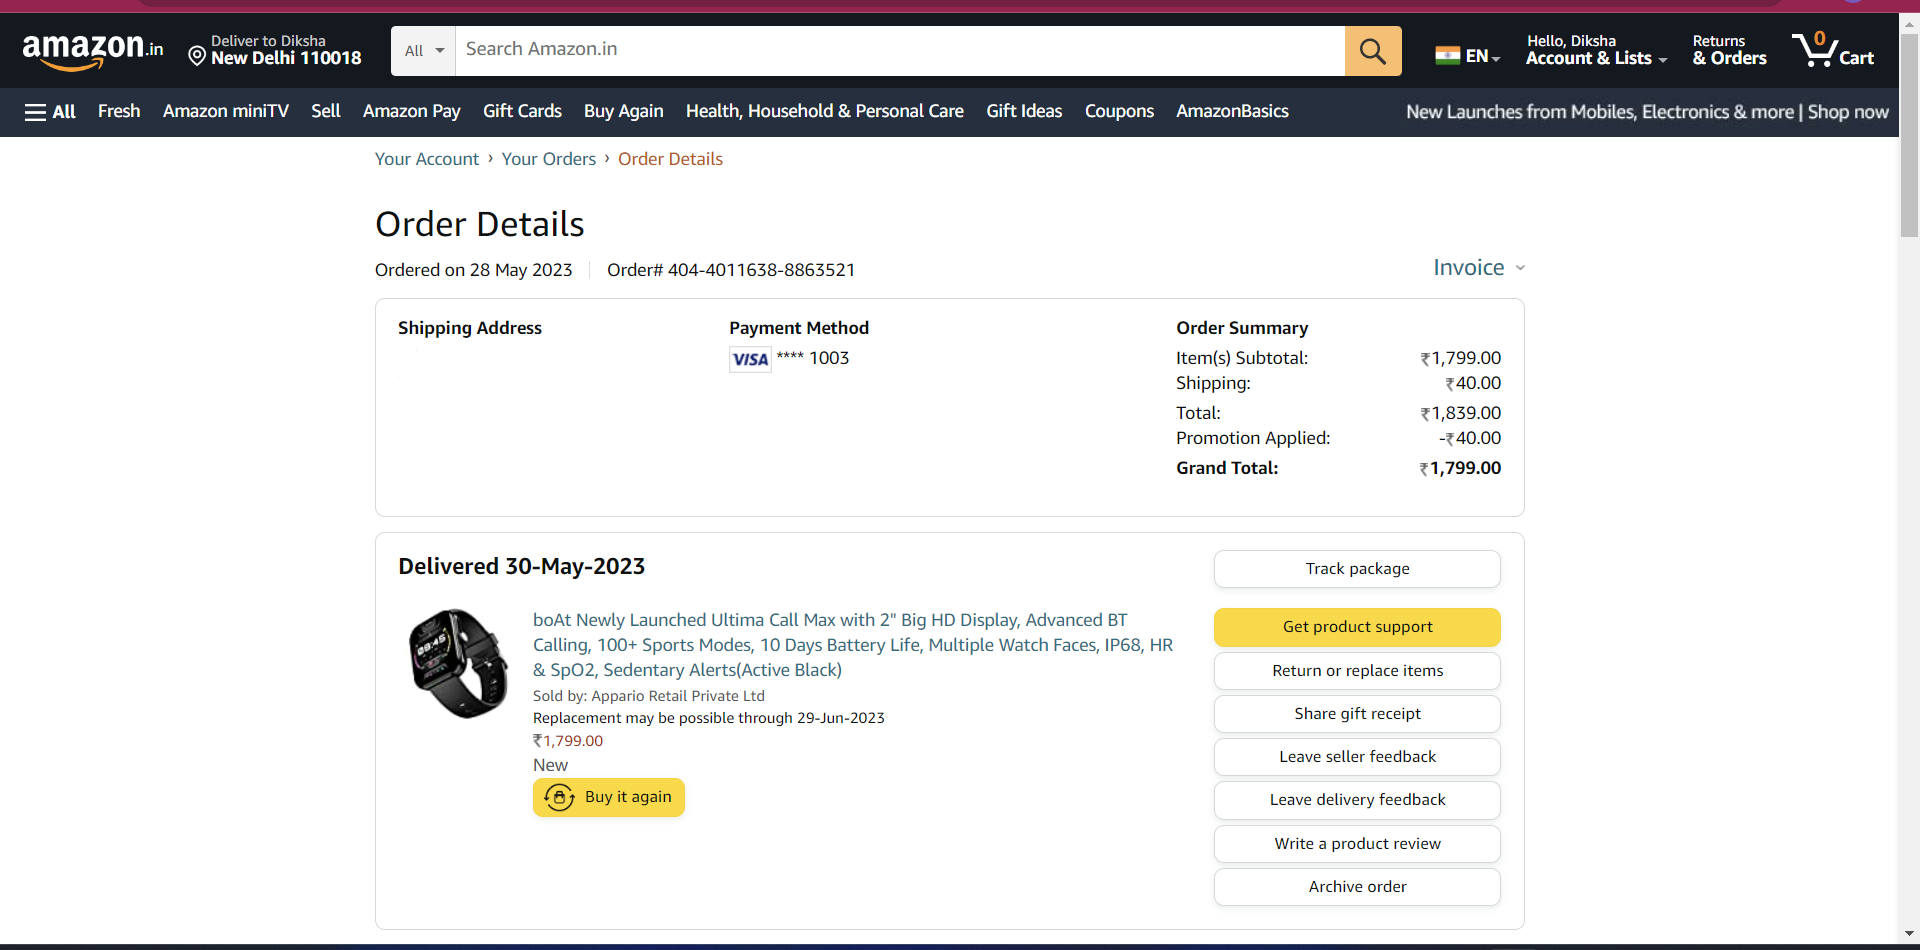 amazon.in
Deliver to Diksha
New Delhi 110018
All
Search Amazon.in
EN
Hello, Diksha
Account & Lists
Returns
& Orders
0
Cart
All
Fresh
Amazon miniTV
Sell
Amazon Pay
Gift Cards
Buy Again
Health, Household & Personal Care
Gift Ideas
Coupons
AmazonBasics
New Launches from Mobiles, Electronics & more | Shop now
Your Account › Your Orders › Order Details
Order Details
Ordered on 28 May 2023
Order# 404-4011638-8863521
Invoice
Shipping Address
Payment Method
VISA **** 1003
Order Summary
Item(s) Subtotal: ₹1,799.00
Shipping: ₹40.00
Total: ₹1,839.00
Promotion Applied: -₹40.00
Grand Total: ₹1,799.00
Delivered 30-May-2023
boAt Newly Launched Ultima Call Max with 2" Big HD Display, Advanced BT
Calling, 100+ Sports Modes, 10 Days Battery Life, Multiple Watch Faces, IP68, HR
& SpO2, Sedentary Alerts(Active Black)
Sold by: Appario Retail Private Ltd
Replacement may be possible through 29-Jun-2023
₹1,799.00
New
Buy it again
Track package
Get product support
Return or replace items
Share gift receipt
Leave seller feedback
Leave delivery feedback
Write a product review
Archive order